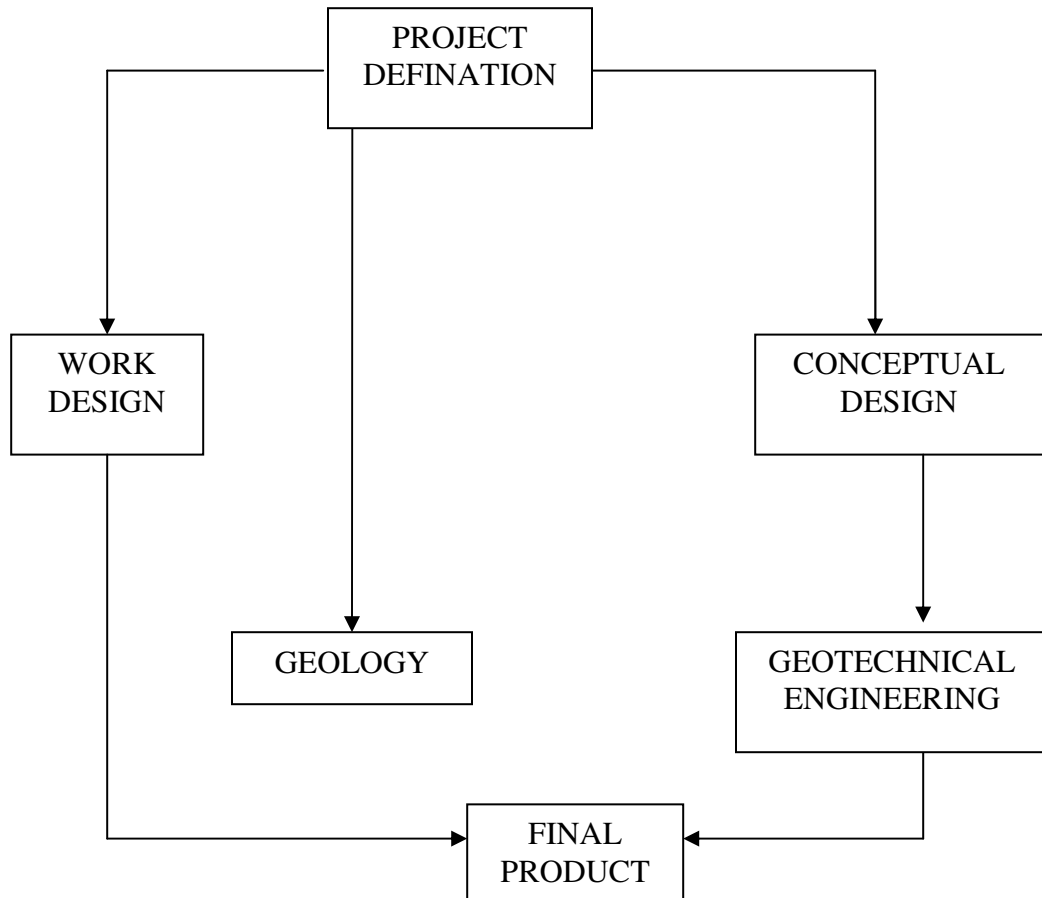 PROJECT
DEFINATION
WORK
DESIGN
CONCEPTUAL
DESIGN
GEOLOGY
GEOTECHNICAL
ENGINEERING
FINAL
PRODUCT